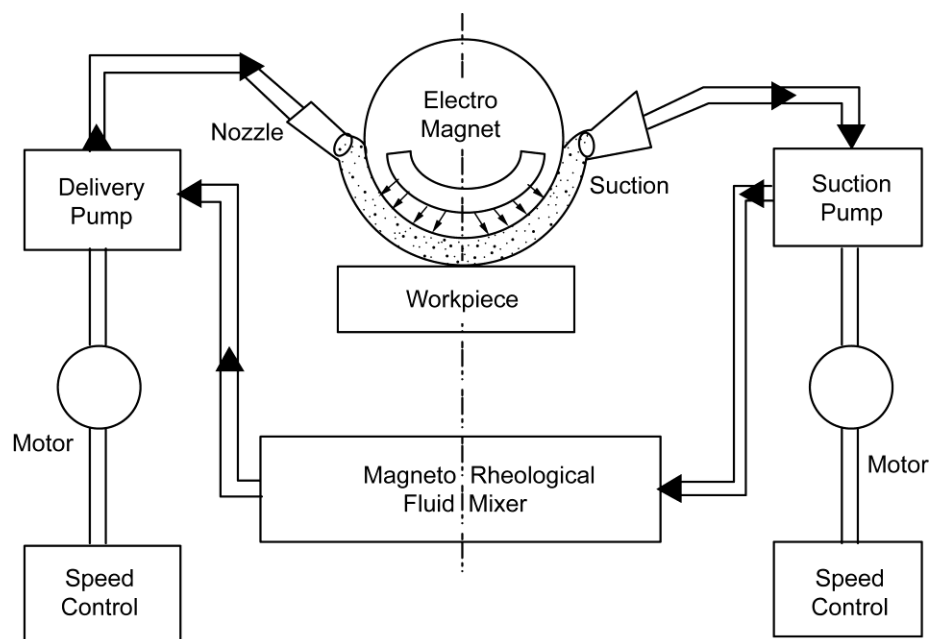 Electro
Magnet
Nozzle
Suction
Delivery
Pump
Suction
Pump
Workpiece
Motor
Motor
Magneto Rheological
Fluid Mixer
Speed
Control
Speed
Control